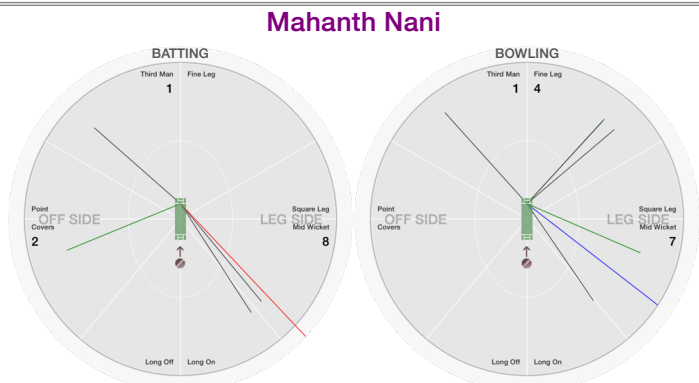 Mahanth Nani
BATTING
Third Man Fine Leg
1
Point
OFF SIDE
Covers
2
Square Leg
LEG SIDE
Mid Wicket
8
Long Off Long On
BOWLING
Third Man Fine Leg
1 4
Point
OFF SIDE
Covers
Square Leg
LEG SIDE
Mid Wicket
7
Long Off Long On